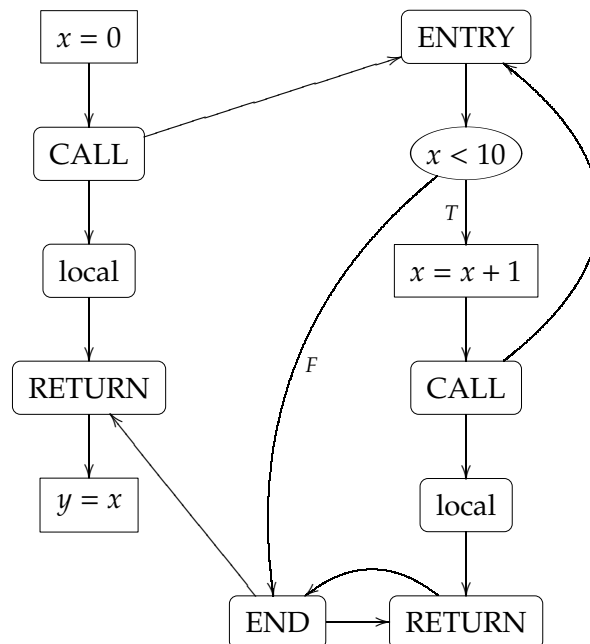 x = 0
CALL
local
RETURN
y = x
ENTRY
x < 10
T
x = x + 1
F
CALL
local
END
RETURN